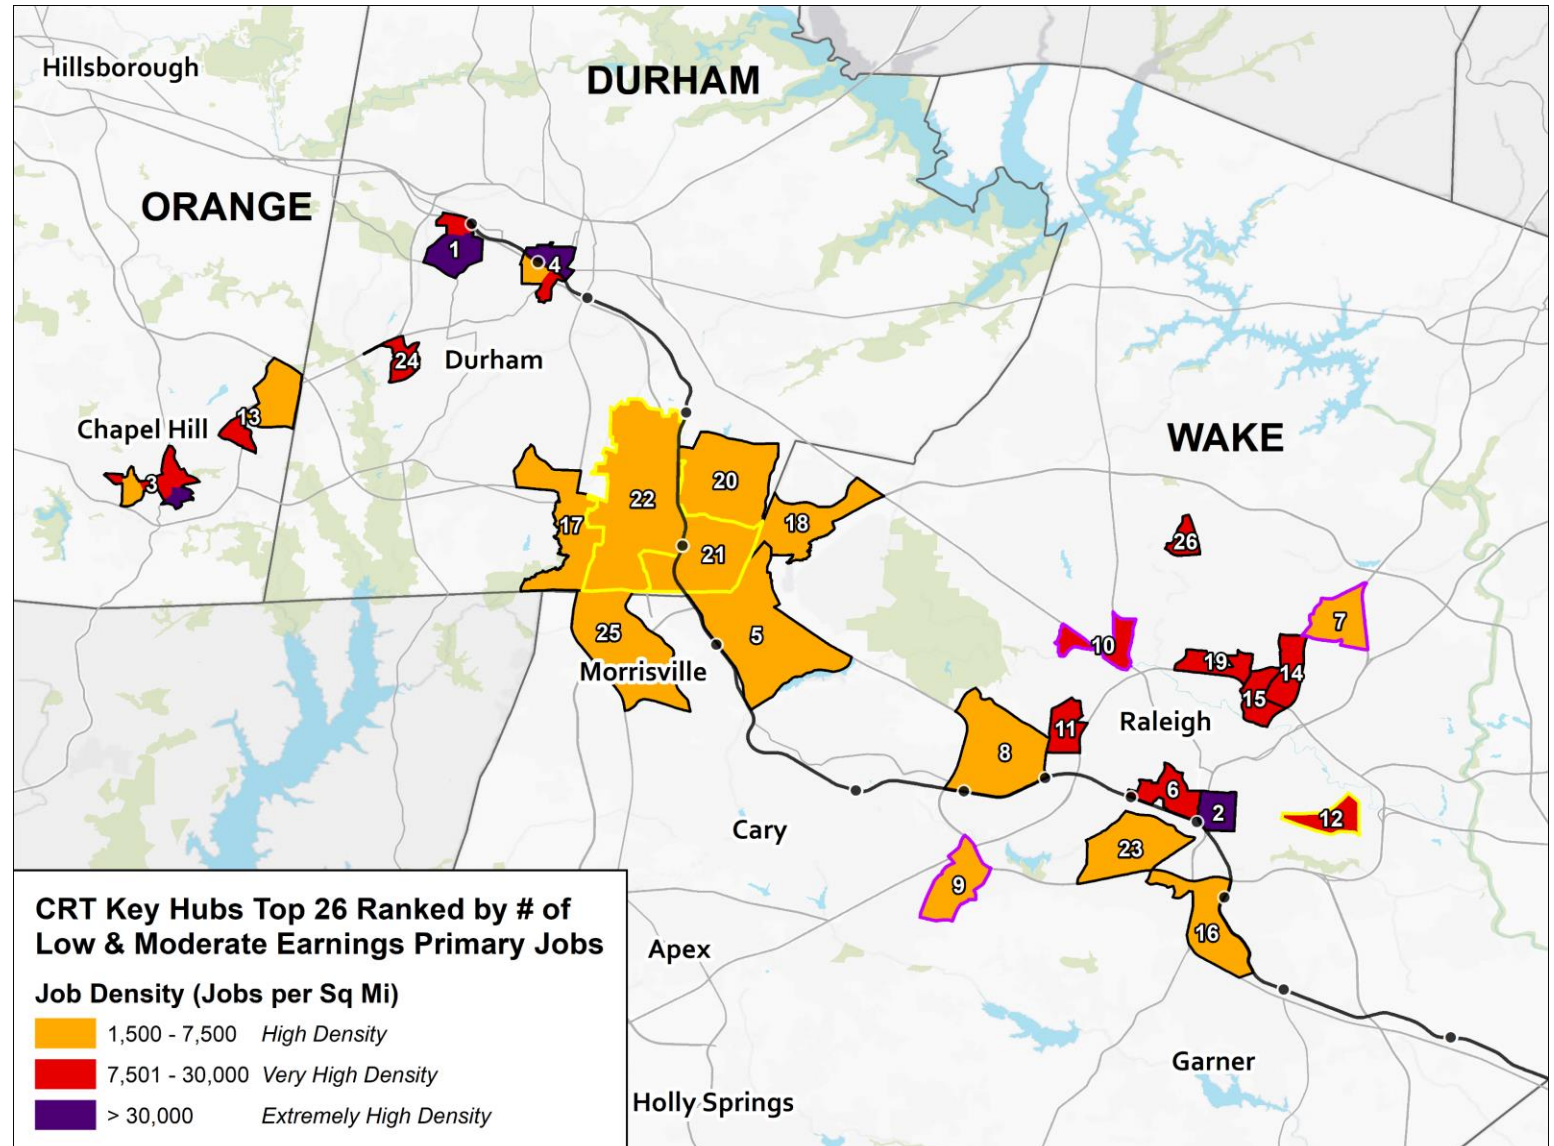 Hillsborough
DURHAM
ORANGE
1
4
24
Durham
13
Chapel Hill
3
WAKE
20
22
18
17
21
26
25
5
7
10
Morrisville
19
14
15
11
Raleigh
8
6
2
12
Cary
23
9
16
Apex
Garner
Holly Springs
CRT Key Hubs Top 26 Ranked by # of
Low & Moderate Earnings Primary Jobs
Job Density (Jobs per Sq Mi)
1,500 - 7,500 High Density
7,501 - 30,000 Very High Density
> 30,000 Extremely High Density